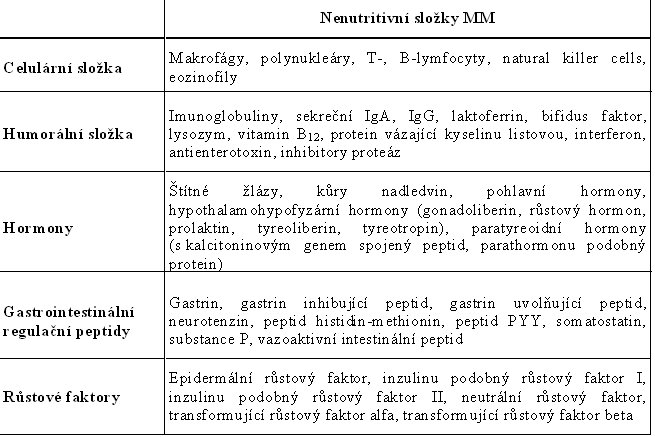 Nenutritivní složky MM
Celulární složka
Makrofágy, polynukleáry, T-, B-lymfocyty, natural killer cells,
eozinofily
Humorální složka
Imunoglobuliny, sekreční IgA, IgG, laktoferrin, bifidus faktor,
lysozym, vitamin B12, protein vázající kyselinu listovou, interferon,
antienterotoxin, inhibitory proteáz
Hormony
Štítné žlázy, kůry nadledvin, pohlavní hormony,
hypothalamohypofyzární hormony (gonadoliberin, růstový hormon,
prolaktin, tyreoliberin, tyreotropin), paratyreoidní hormony
(s kalcitoninovým genem spojený peptid, parathormonu podobný
protein)
Gastrointestinální
regulační peptidy
Gastrin, gastrin inhibující peptid, gastrin uvolňující peptid,
neurotenzin, peptid histidin-methionin, peptid PYY, somatostatin,
substance P, vazoaktivní intestinální peptid
Růstové faktory
Epidermální růstový faktor, inzulinu podobný růstový faktor I,
inzulinu podobný růstový faktor II, neutrální růstový faktor,
transformující růstový faktor alfa, transformující růstový faktor beta